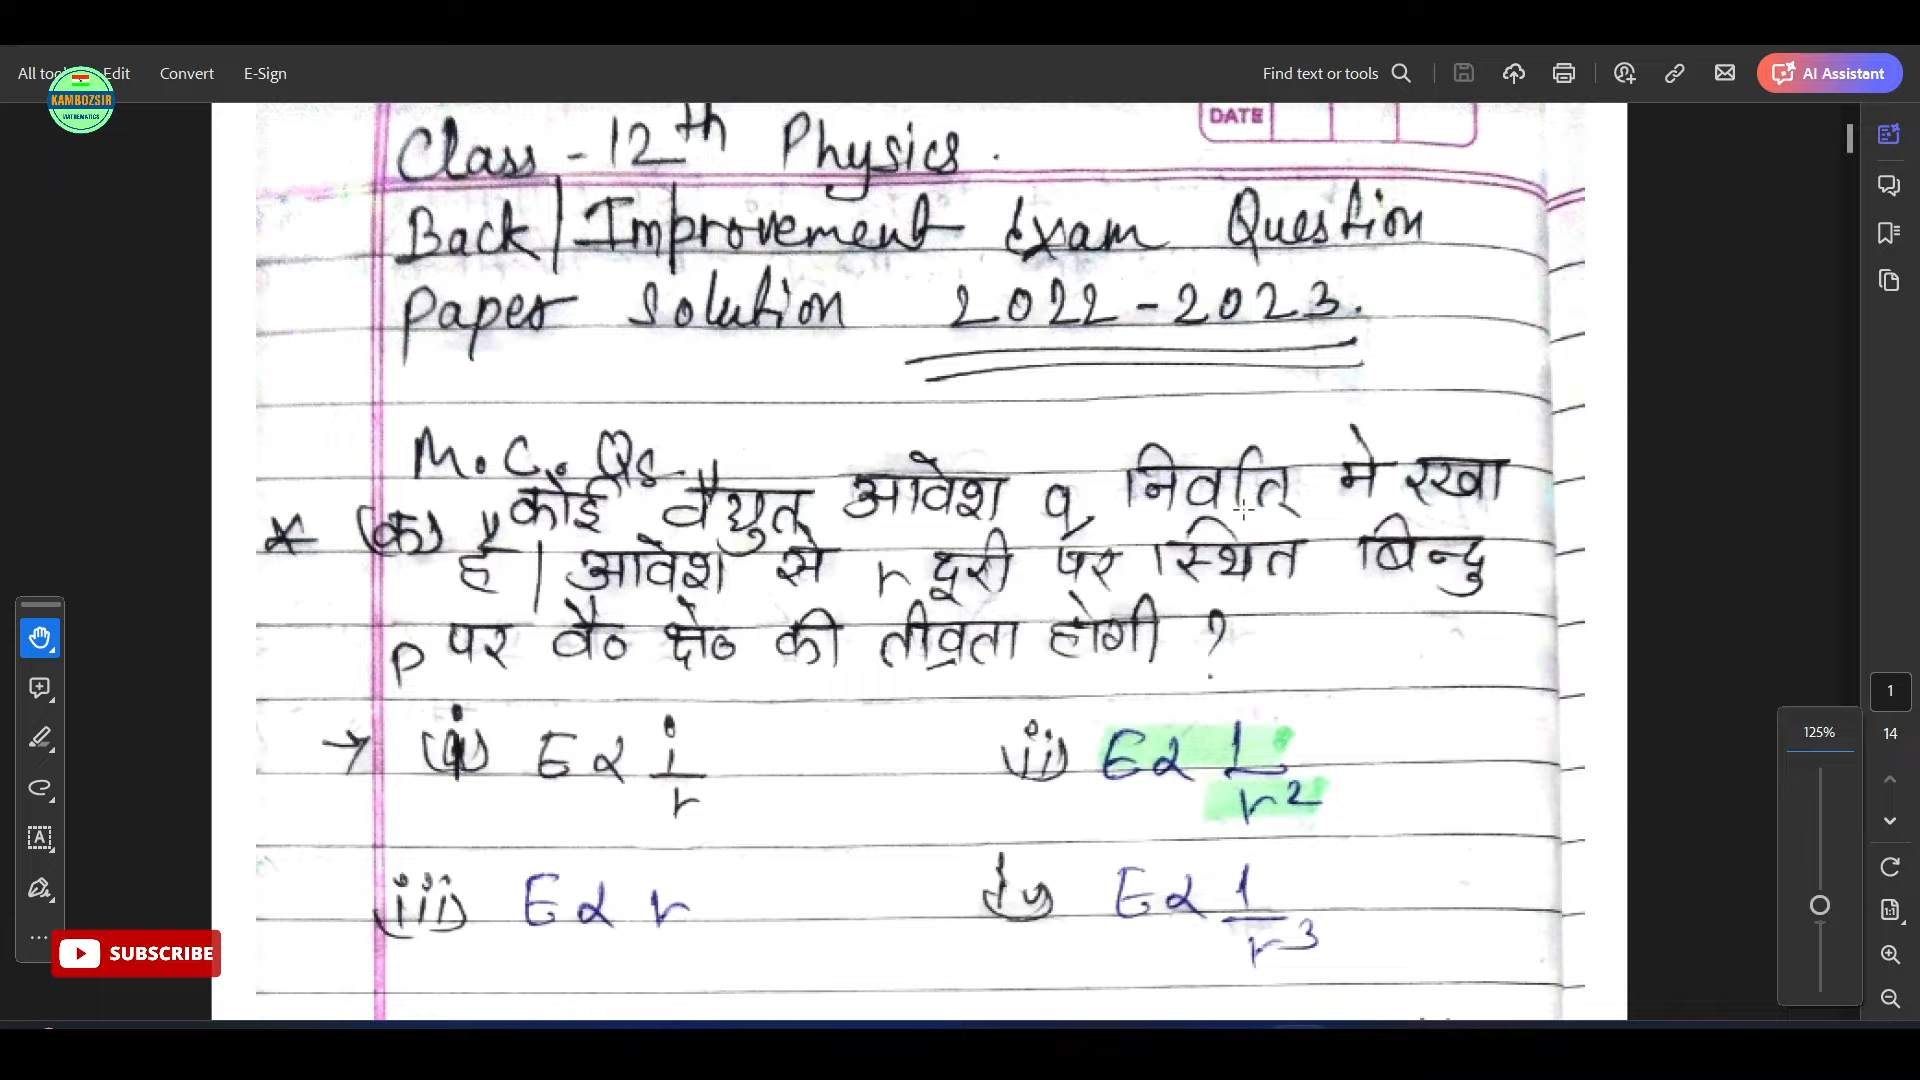 All too Edit Convert E-Sign Find text or tools AI Assistant
KAMBOZSIR
MATHEMATICS
DATE
Class - 12th Physics.
Back/Improvement Exam Question
Paper Solution 2022-2023.
M.C.Qs.
* (क) कोई वैद्युत आवेश q निर्वात मे रखा
है। आवेश से r दूरी पर स्थित बिन्दु
P पर वै० क्षे० की तीव्रता होगी ?
→ (i) E α 1/r (ii) E α 1/r²
(iii) E α r iv) E α 1/r³
1
125%
14
SUBSCRIBE